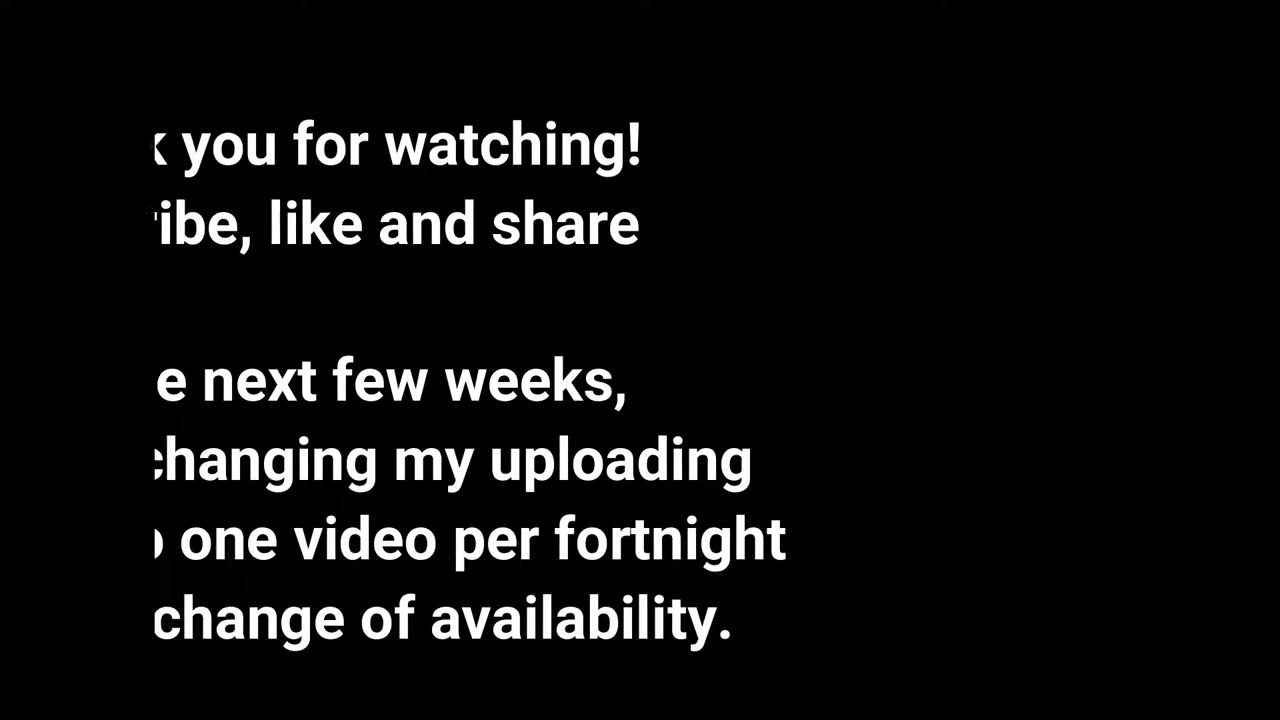 you for watching!
like and share
next few weeks,
changing my uploading
one video per fortnight
change of availability.